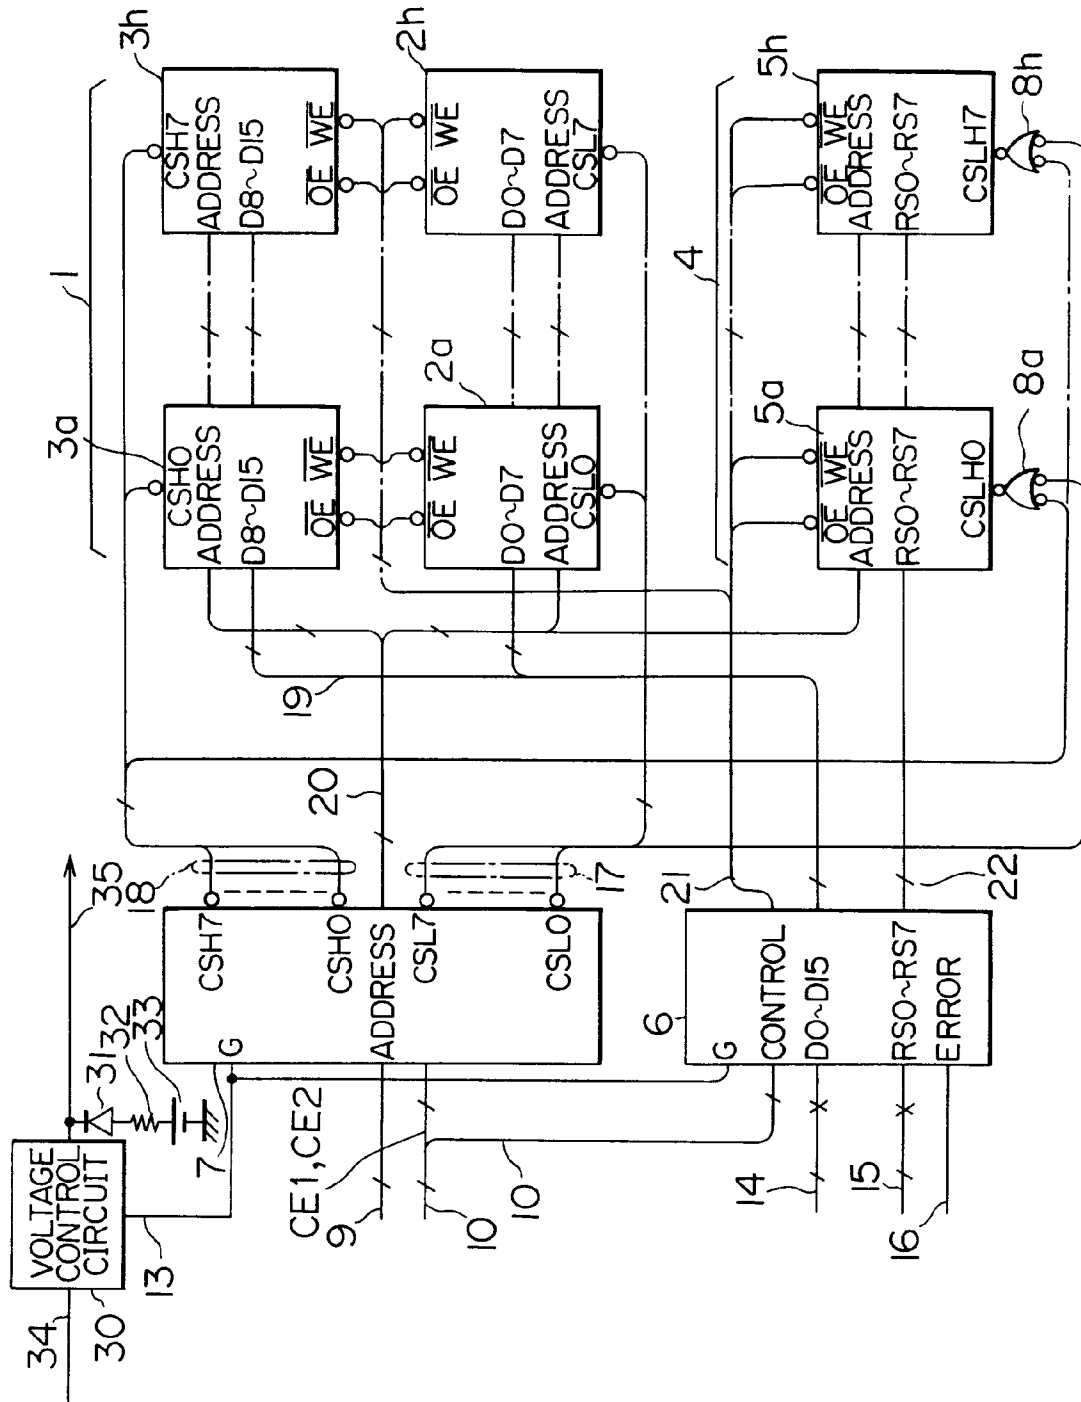 34
30
VOLTAGE
CONTROL
CIRCUIT
13
35
31
32
33
7
G
CSH7
CSH0
ADDRESS
CSL7
CSL0
18
17
20
19
CE1,CE2
9
10
10
6
G
CONTROL
D0~D15
RS0~RS7
ERROR
14
15
16
21
22
1
3a
CSH0
ADDRESS
D8~D15
OE WE
3h
CSH7
ADDRESS
D8~D15
OE WE
2a
OE WE
D0~D7
ADDRESS
CSL0
2h
OE WE
D0~D7
ADDRESS
CSL7
4
5a
OE WE
ADDRESS
RS0~RS7
CSLH0
8a
5h
OE WE
ADDRESS
RS0~RS7
CSLH7
8h